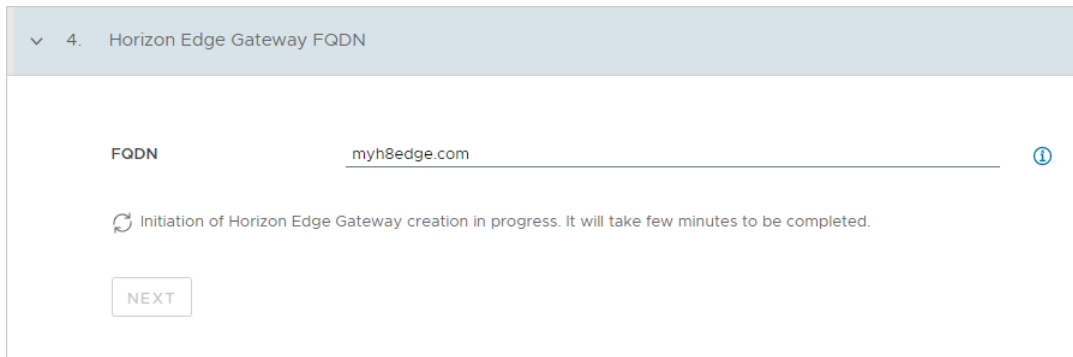 4. Horizon Edge Gateway FQDN
FQDN myh8edge.com
Initiation of Horizon Edge Gateway creation in progress. It will take few minutes to be completed.
NEXT